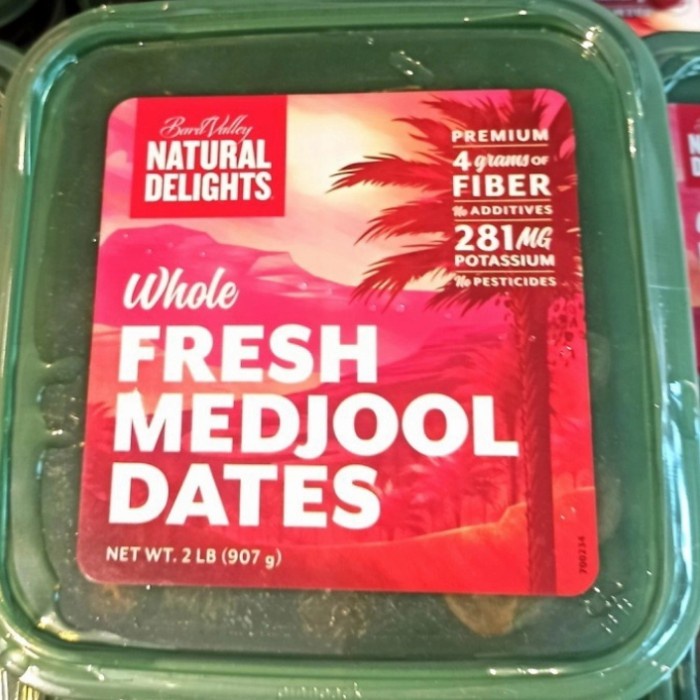 Bard Valley
NATURAL
DELIGHTS
PREMIUM
4 grams OF
FIBER
No ADDITIVES
281MG
POTASSIUM
No PESTICIDES
Whole
FRESH
MEDJOOL
DATES
NET WT. 2 LB (907 g)
700234